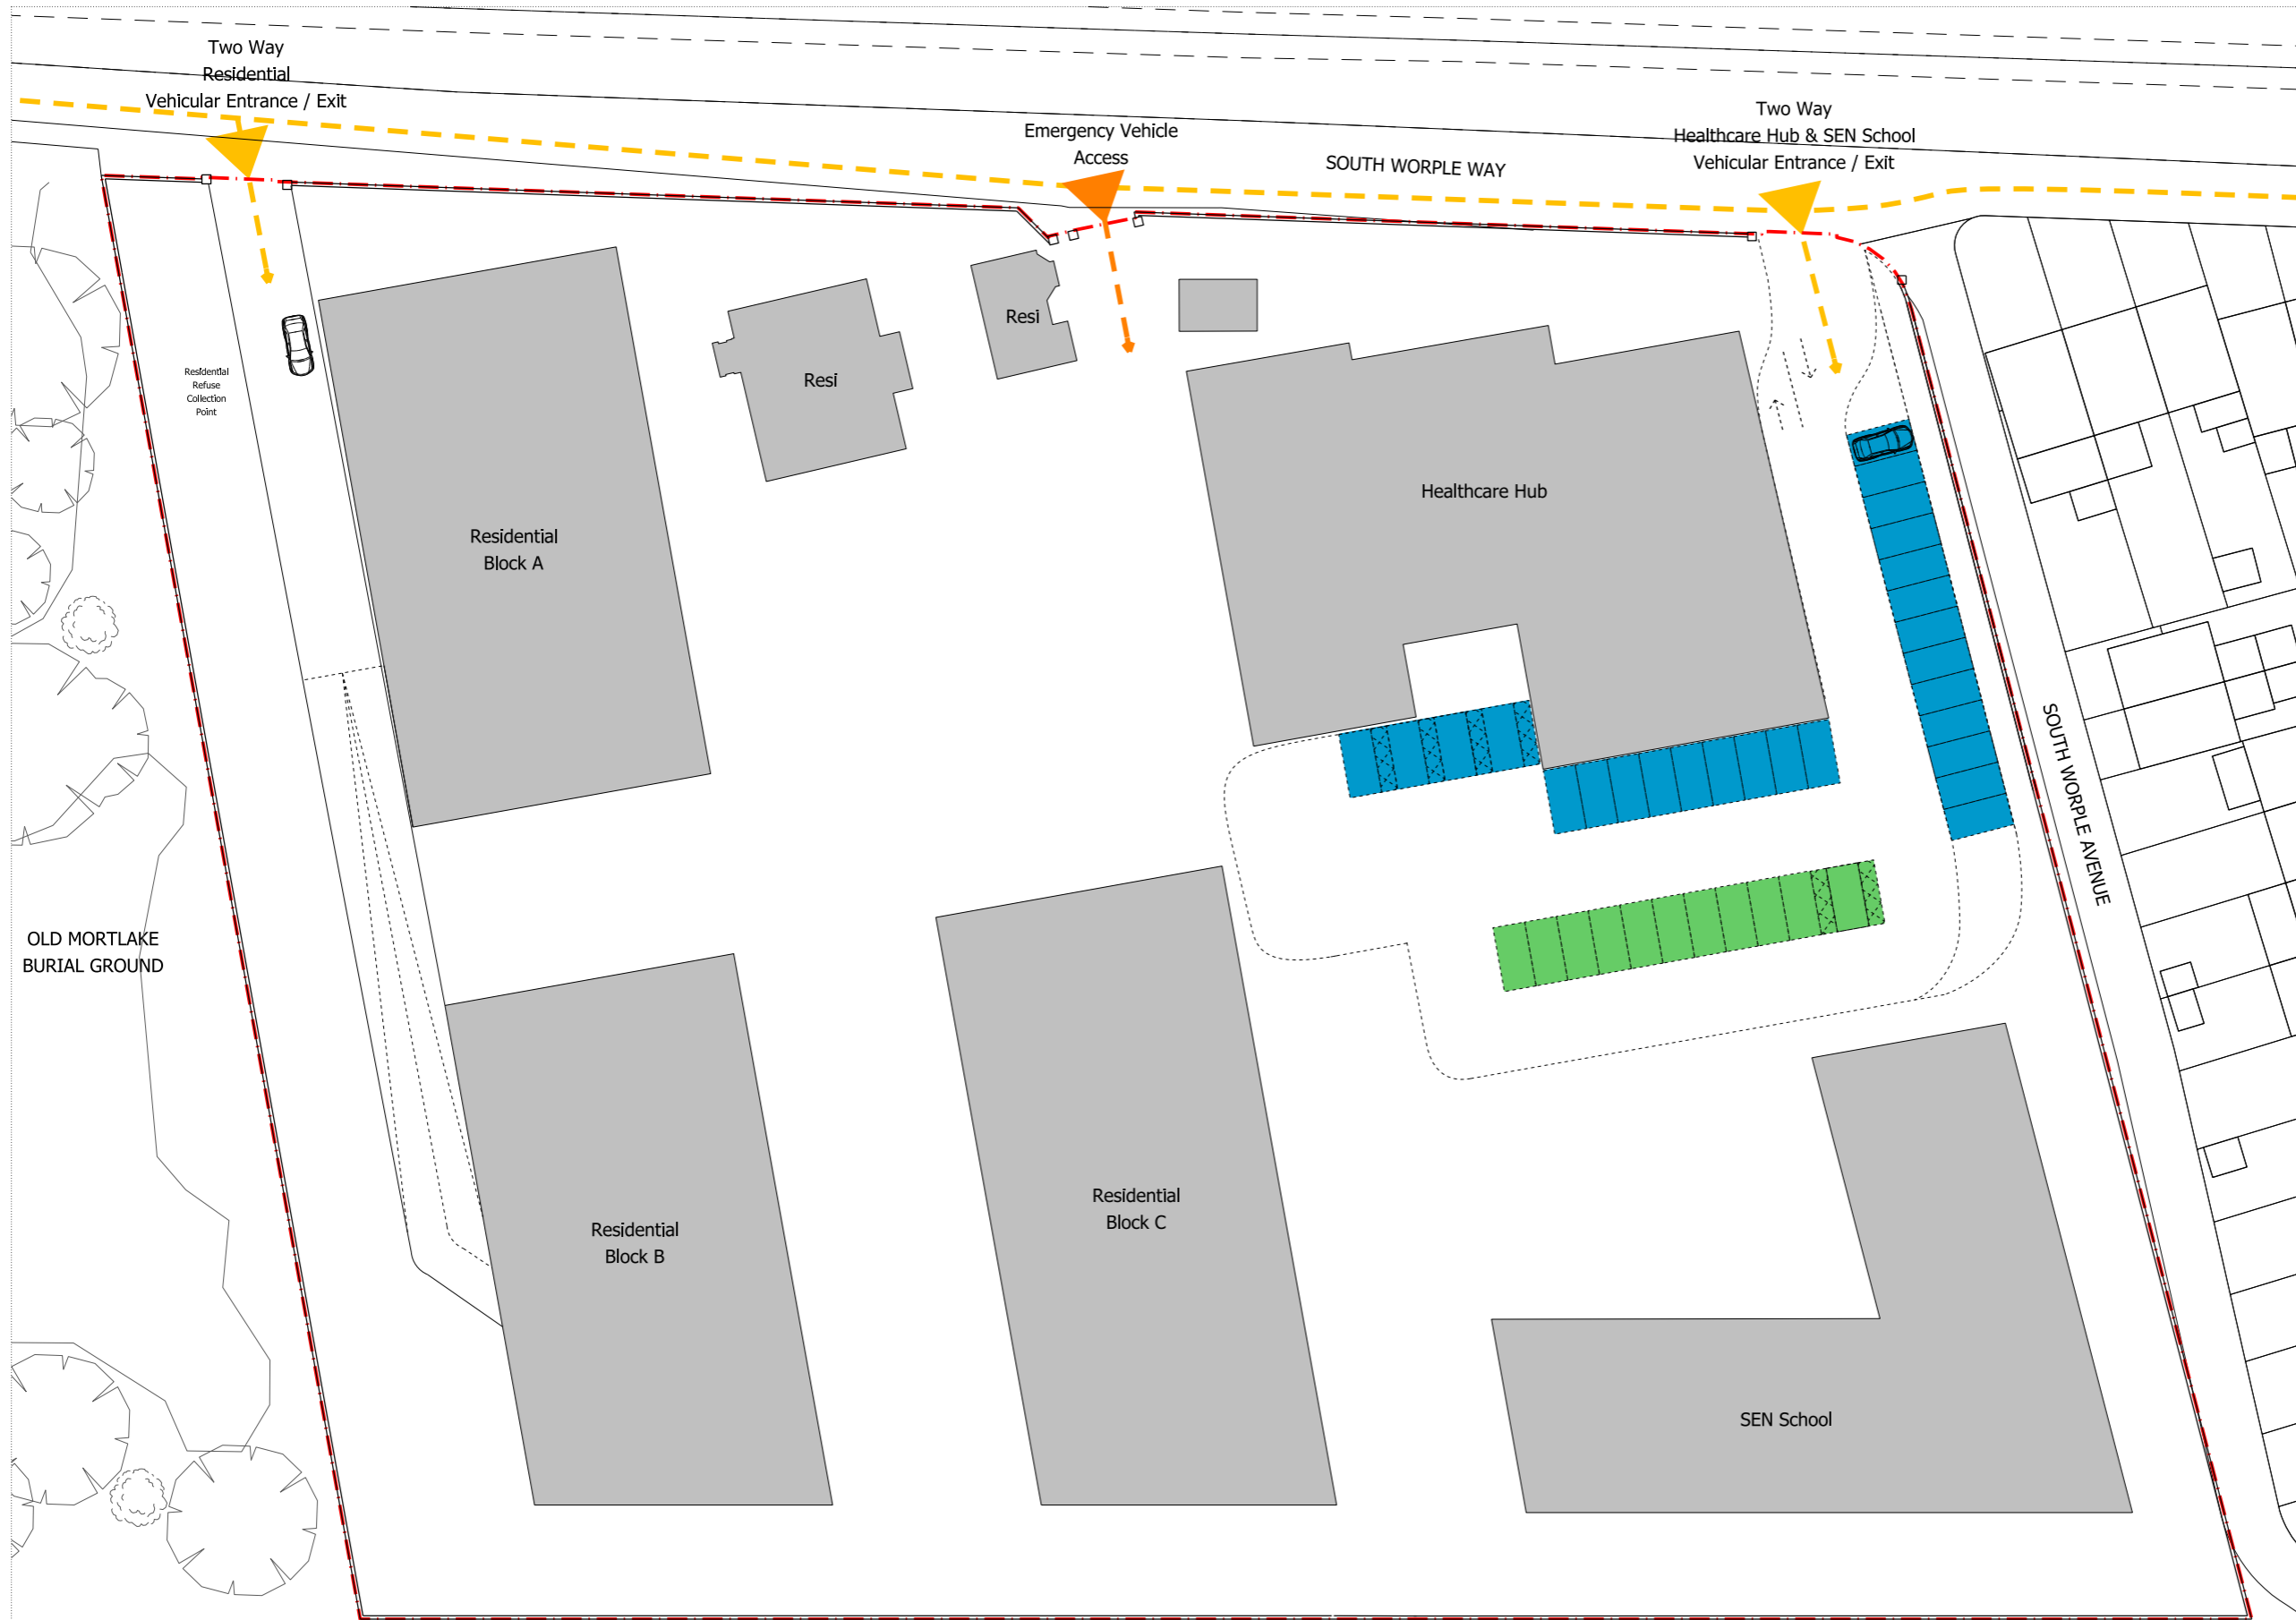 Two Way
Residential
Vehicular Entrance / Exit
Emergency Vehicle
Access
SOUTH WORPLE WAY
Two Way
Healthcare Hub & SEN School
Vehicular Entrance / Exit
Resi
Resi
Residential
Refuse
Collection
Point
Healthcare Hub
Residential
Block A
SOUTH WORPLE AVENUE
OLD MORTLAKE
BURIAL GROUND
Residential
Block C
Residential
Block B
SEN School